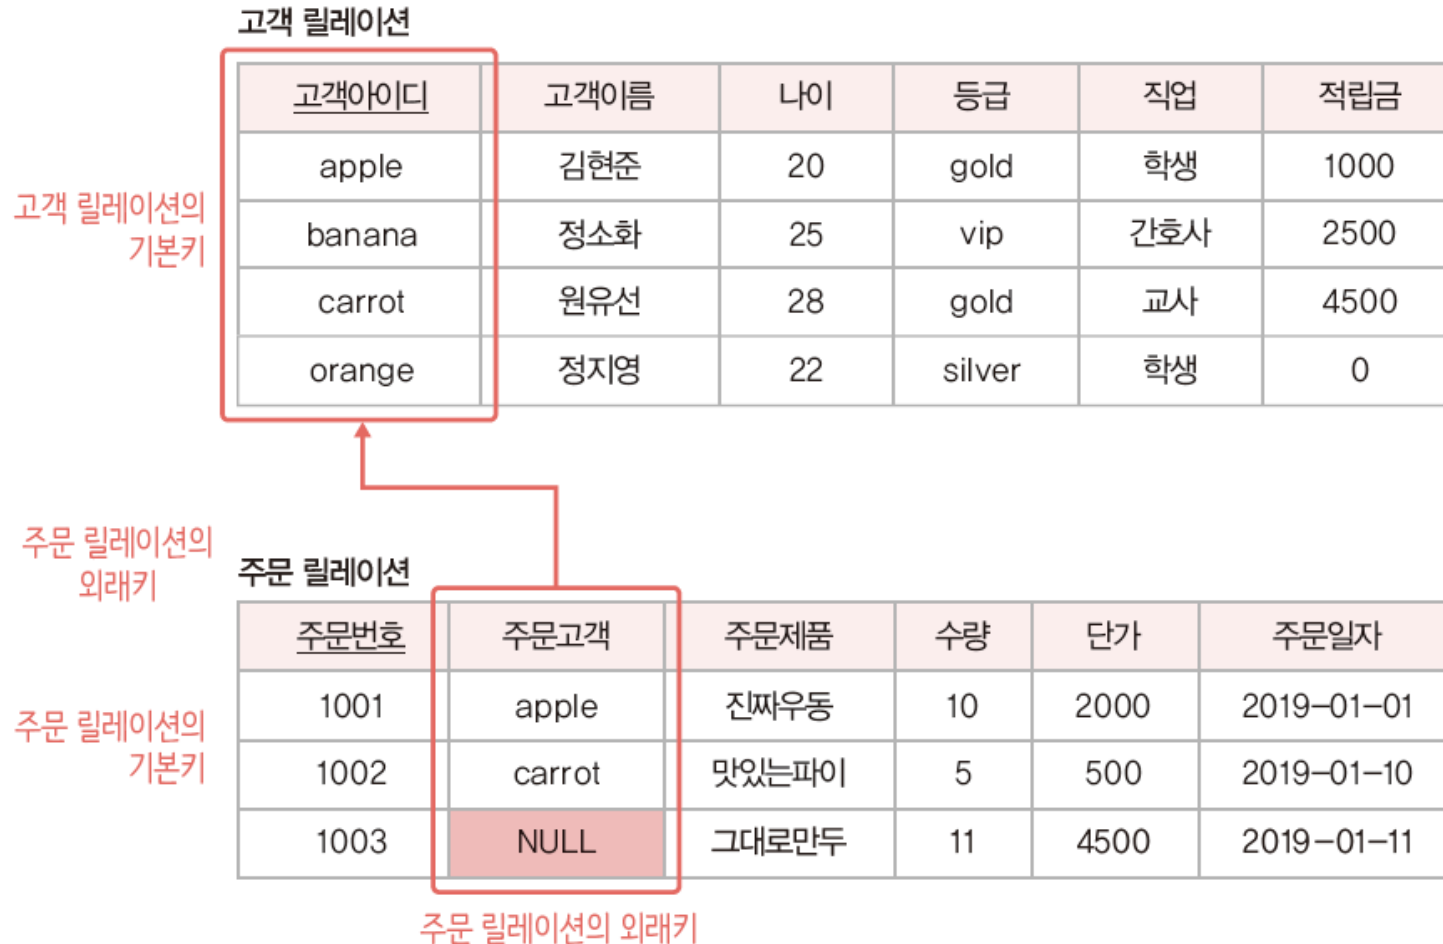 고객 릴레이션
고객아이디 고객이름 나이 등급 직업 적립금
apple 김현준 20 gold 학생 1000
고객 릴레이션의
기본키
banana 정소화 25 vip 간호사 2500
carrot 원유선 28 gold 교사 4500
orange 정지영 22 silver 학생 0
주문 릴레이션의
외래키
주문 릴레이션
주문번호 주문고객 주문제품 수량 단가 주문일자
1001 apple 진짜우동 10 2000 2019-01-01
주문 릴레이션의
기본키
1002 carrot 맛있는파이 5 500 2019-01-10
1003 NULL 그대로만두 11 4500 2019-01-11
주문 릴레이션의 외래키